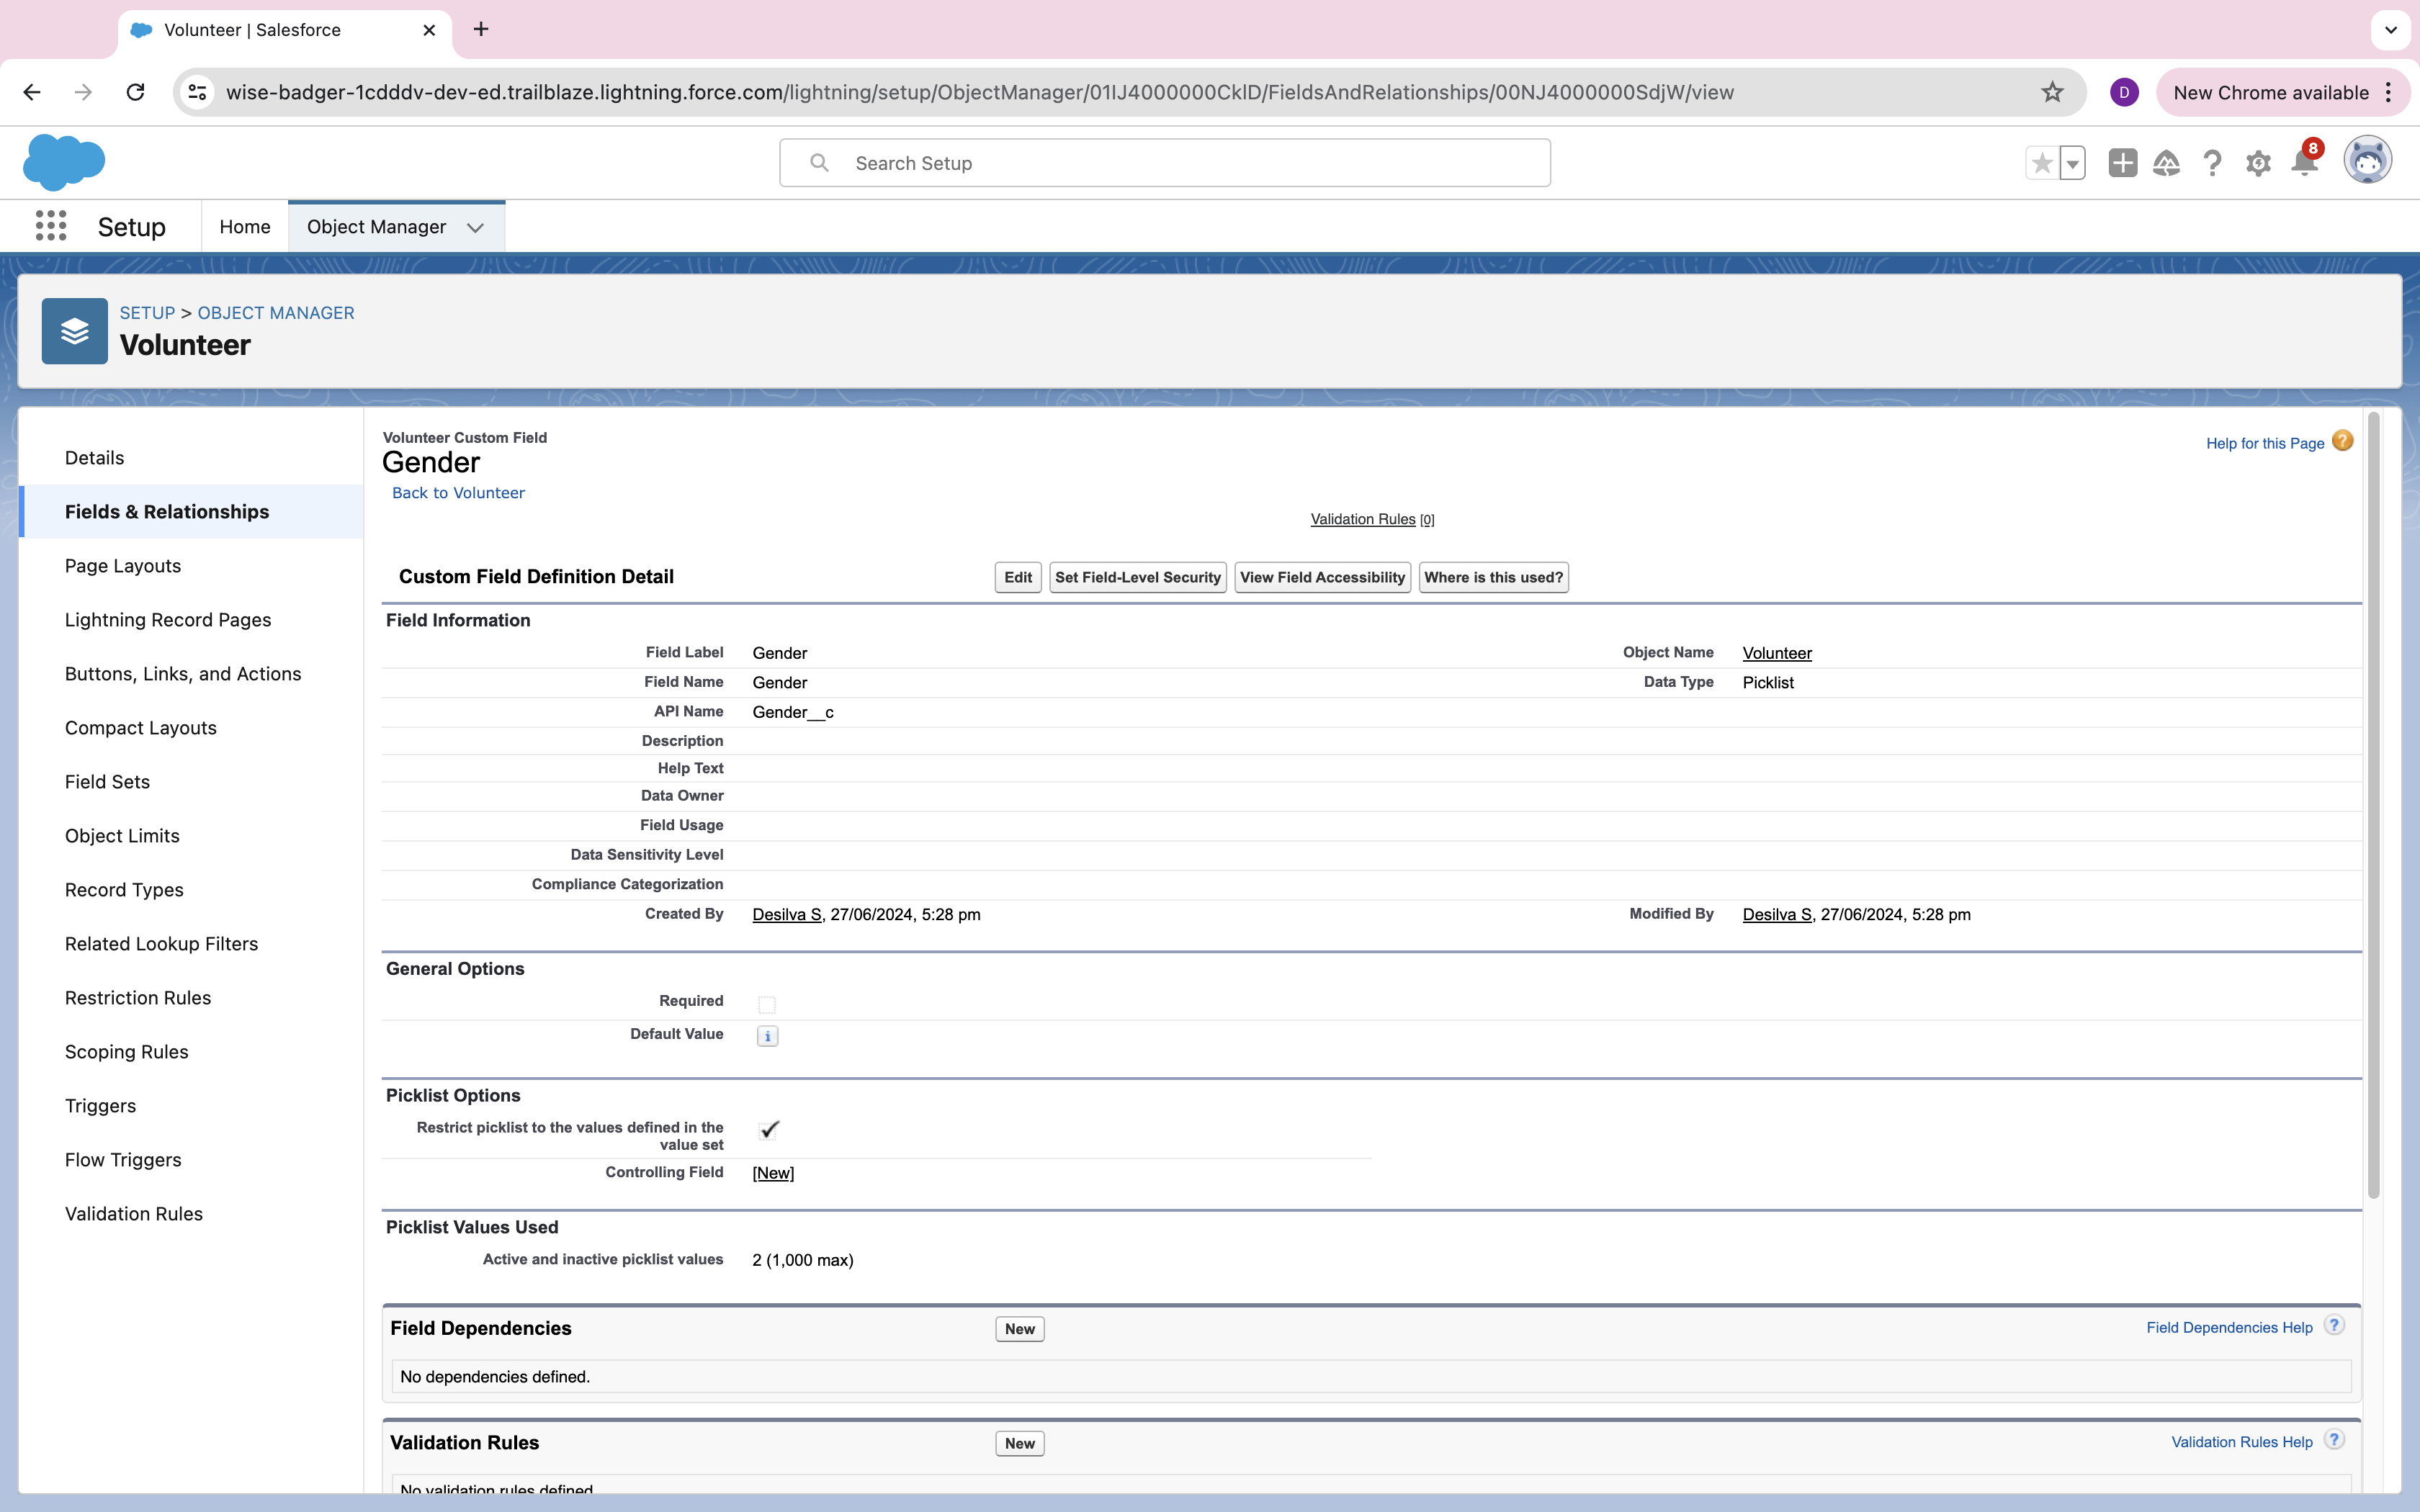 Volunteer | Salesforce
wise-badger-1cdddv-dev-ed.trailblaze.lightning.force.com/lightning/setup/ObjectManager/01IJ4000000CklD/FieldsAndRelationships/00NJ4000000SdjW/view
D
New Chrome available
Search Setup
8
Setup
Home
Object Manager
SETUP > OBJECT MANAGER
Volunteer
Details
Fields & Relationships
Page Layouts
Lightning Record Pages
Buttons, Links, and Actions
Compact Layouts
Field Sets
Object Limits
Record Types
Related Lookup Filters
Restriction Rules
Scoping Rules
Triggers
Flow Triggers
Validation Rules
Volunteer Custom Field
Gender
Back to Volunteer
Help for this Page ?
Validation Rules [0]
Custom Field Definition Detail
Edit
Set Field-Level Security
View Field Accessibility
Where is this used?
Field Information
Field Label Gender
Object Name Volunteer
Field Name Gender
Data Type Picklist
API Name Gender__c
Description
Help Text
Data Owner
Field Usage
Data Sensitivity Level
Compliance Categorization
Created By Desilva S, 27/06/2024, 5:28 pm
Modified By Desilva S, 27/06/2024, 5:28 pm
General Options
Required
Default Value i
Picklist Options
Restrict picklist to the values defined in the
value set
Controlling Field [New]
Picklist Values Used
Active and inactive picklist values 2 (1,000 max)
Field Dependencies
New
Field Dependencies Help ?
No dependencies defined.
Validation Rules
New
Validation Rules Help ?
No validation rules defined.